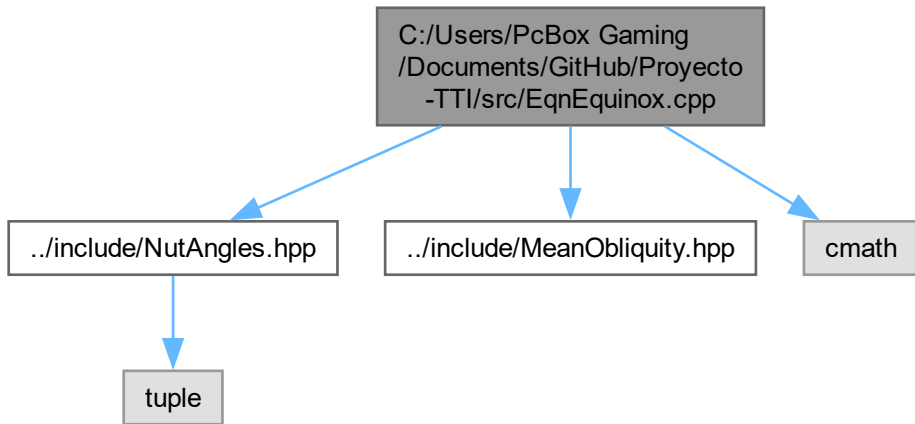 C:/Users/PcBox Gaming
/Documents/GitHub/Proyecto
-TTI/src/EqnEquinox.cpp
../include/NutAngles.hpp
../include/MeanObliquity.hpp
cmath
tuple